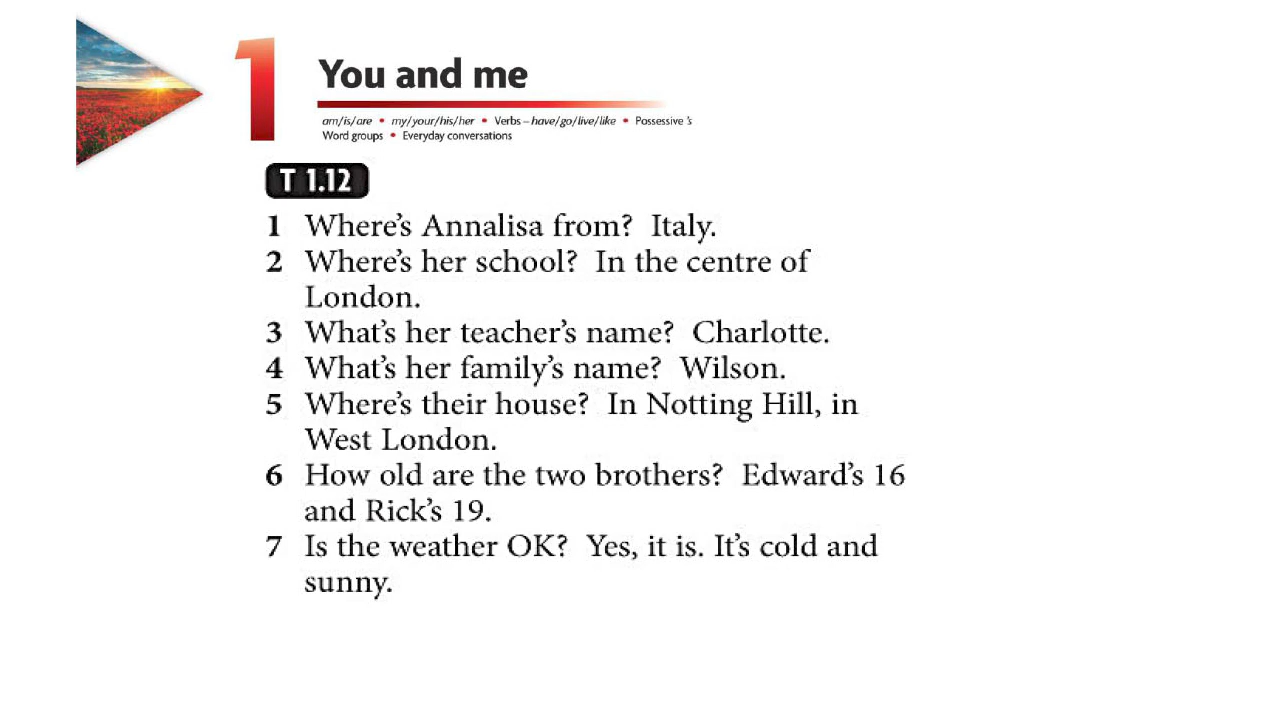 1
You and me
am/is/are • my/your/his/her • Verbs – have/go/live/like • Possessive 's
Word groups • Everyday conversations
T 1.12
1 Where's Annalisa from? Italy.
2 Where's her school? In the centre of
London.
3 What's her teacher's name? Charlotte.
4 What's her family's name? Wilson.
5 Where's their house? In Notting Hill, in
West London.
6 How old are the two brothers? Edward's 16
and Rick's 19.
7 Is the weather OK? Yes, it is. It's cold and
sunny.